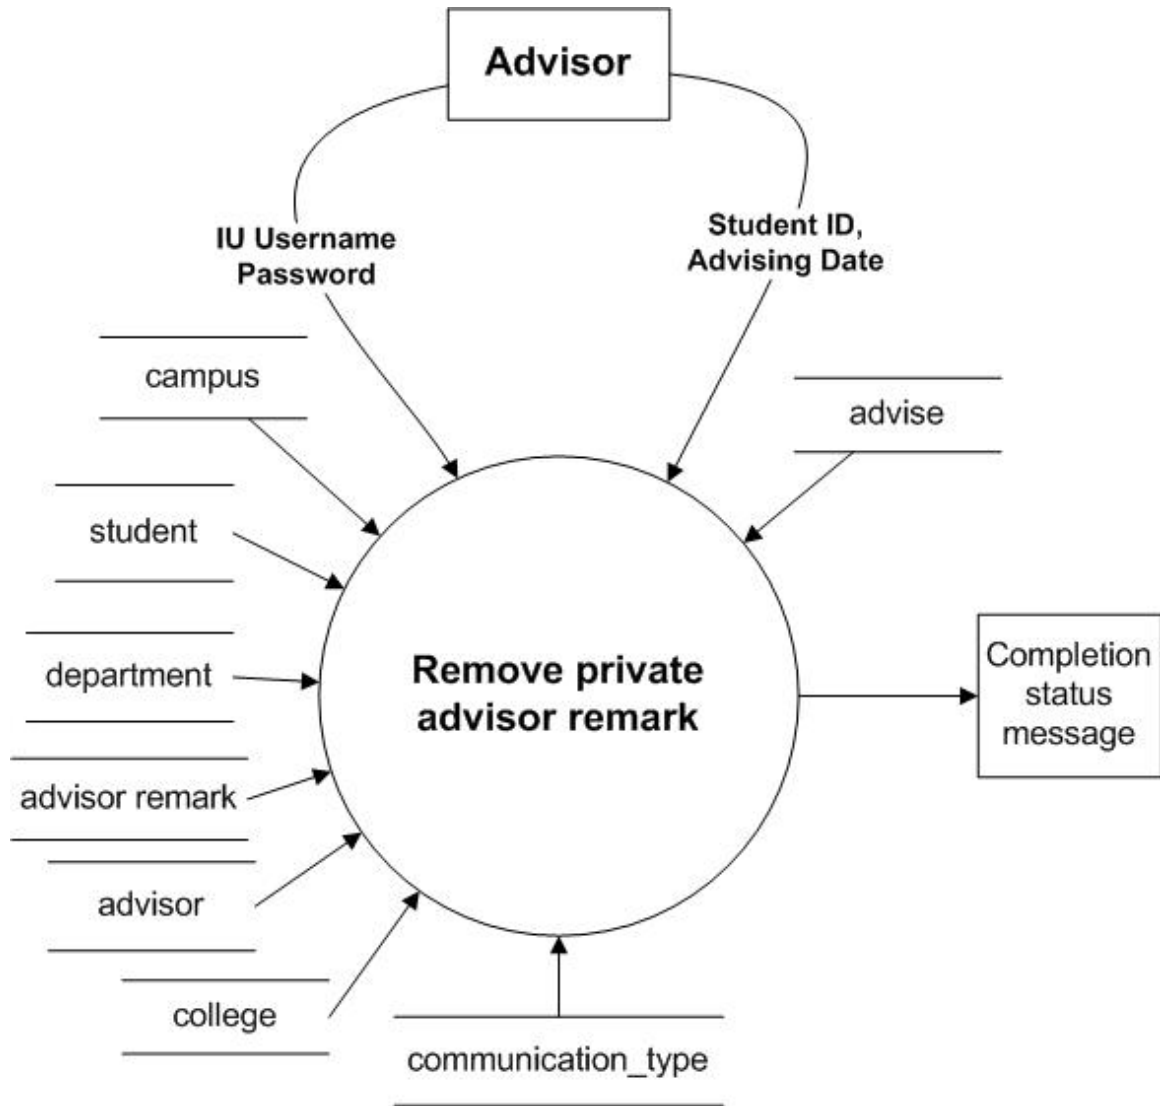 Advisor
IU Username
Password
Student ID,
Advising Date
campus
advise
student
department
Remove private
advisor remark
Completion
status
message
advisor remark
advisor
college
communication_type